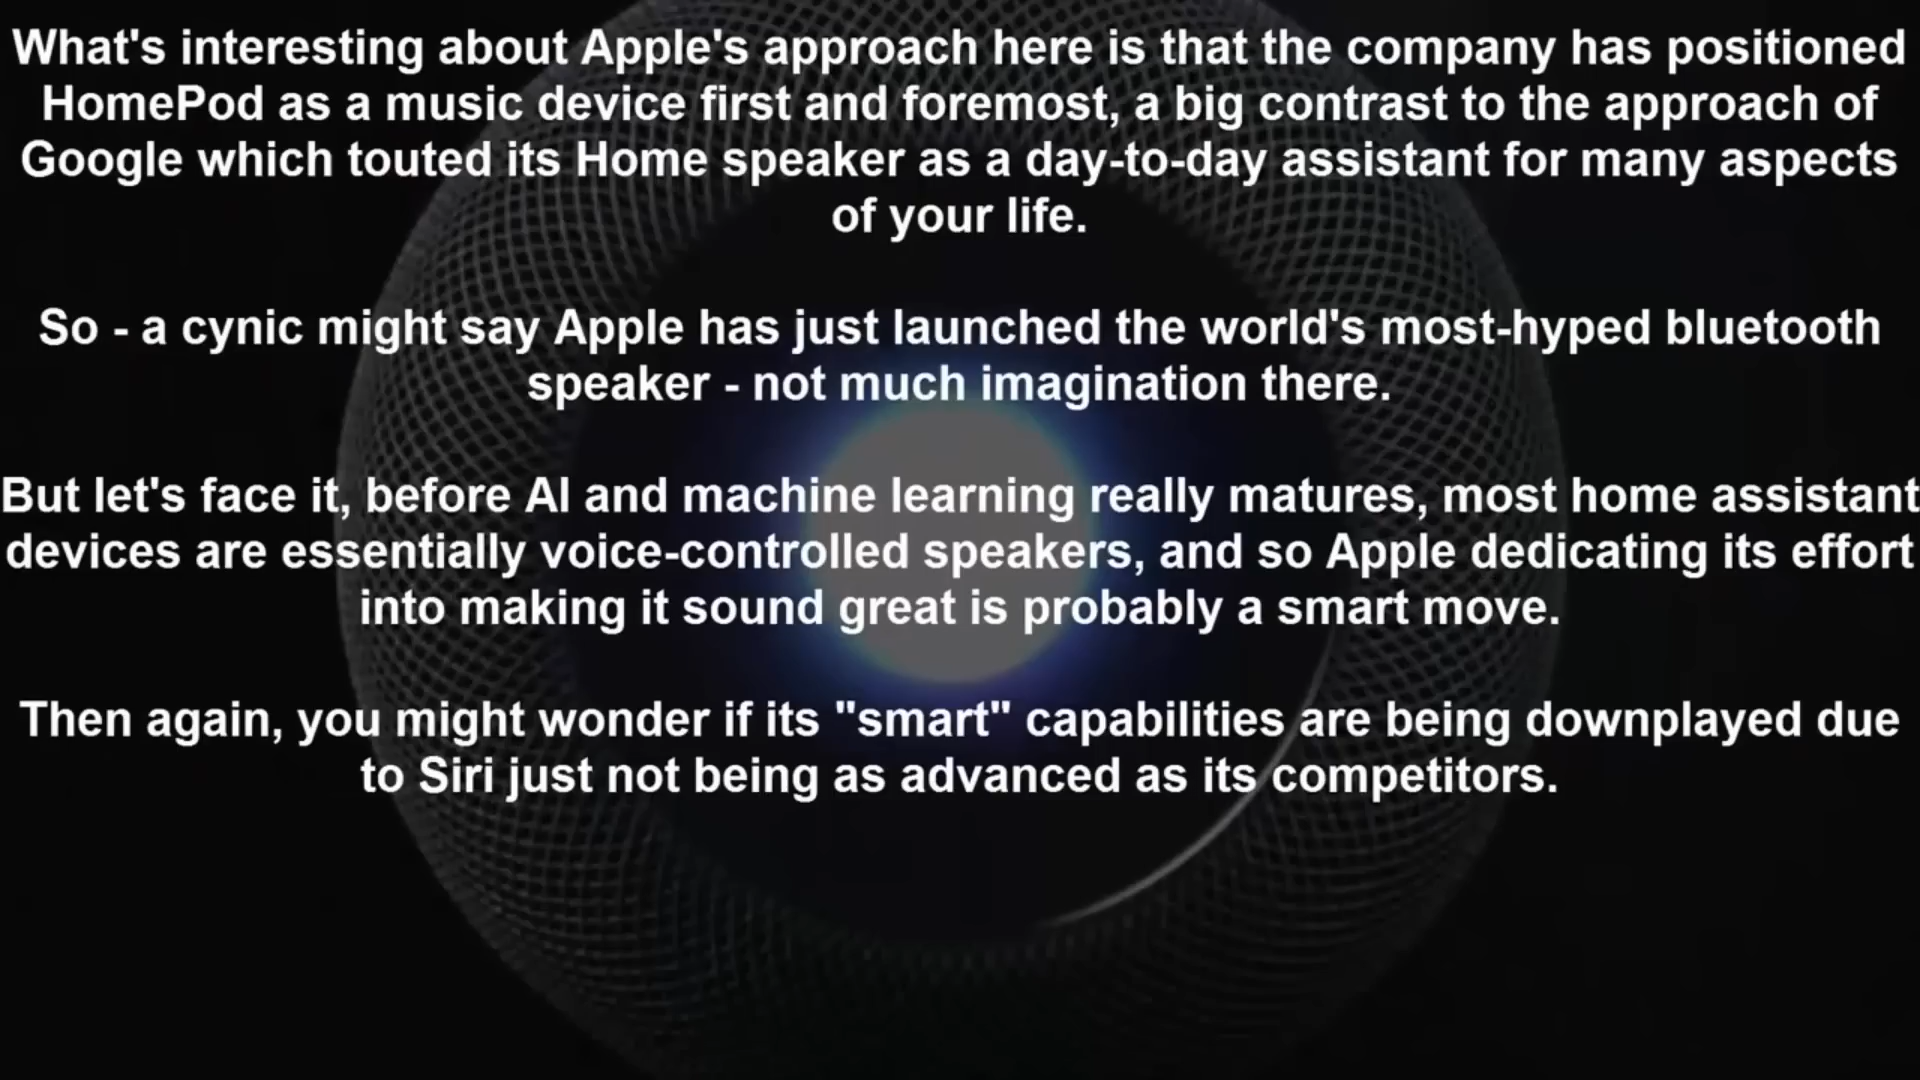 What's interesting about Apple's approach here is that the company has positioned
HomePod as a music device first and foremost, a big contrast to the approach of
Google which touted its Home speaker as a day-to-day assistant for many aspects
of your life.
So - a cynic might say Apple has just launched the world's most-hyped bluetooth
speaker - not much imagination there.
But let's face it, before AI and machine learning really matures, most home assistant
devices are essentially voice-controlled speakers, and so Apple dedicating its effort
into making it sound great is probably a smart move.
Then again, you might wonder if its "smart" capabilities are being downplayed due
to Siri just not being as advanced as its competitors.